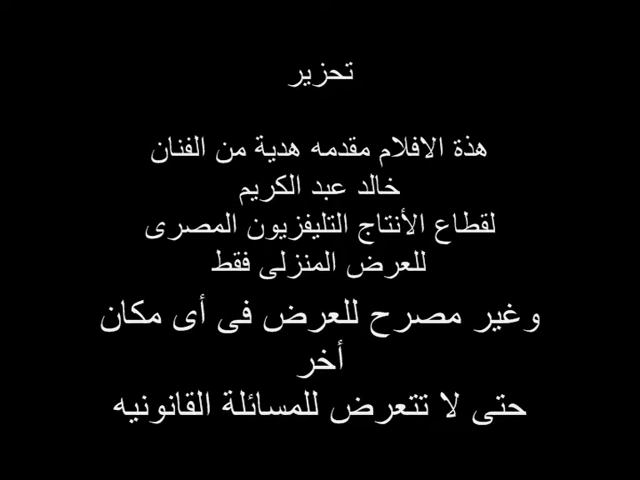 تحزير
هذة الافلام مقدمه هدية من الفنان
خالد عبد الكريم
لقطاع الأنتاج التليفزيون المصرى
للعرض المنزلى فقط
وغير مصرح للعرض فى أى مكان
أخر
حتى لا تتعرض للمسائلة القانونيه